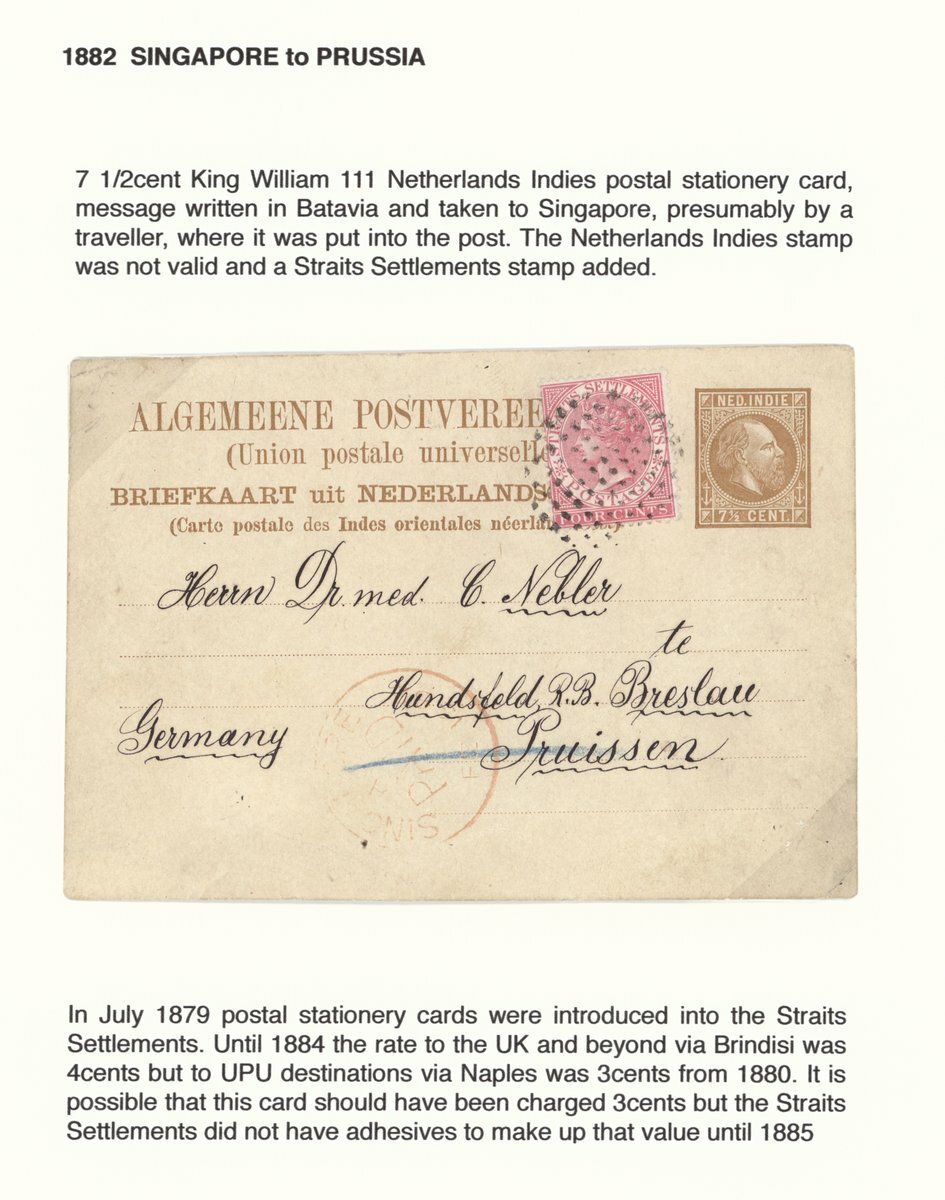 1882 SINGAPORE to PRUSSIA
7 1/2cent King William 111 Netherlands Indies postal stationery card,
message written in Batavia and taken to Singapore, presumably by a
traveller, where it was put into the post. The Netherlands Indies stamp
was not valid and a Straits Settlements stamp added.
ALGEMEENE POSTVEREE
(Union postale universelle
BRIEFKAART uit NEDERLANDS
(Carte postale des Indes orientales néerlan
STRAITS SETTLEMENTS
POSTAGE
FOUR CENTS
NED. INDIE
7½ CENT.
Herrn Dr. med. C. Nebler
te
Hundsfeld, R.B. Breslau
Germany
Pruissen
In July 1879 postal stationery cards were introduced into the Straits
Settlements. Until 1884 the rate to the UK and beyond via Brindisi was
4cents but to UPU destinations via Naples was 3cents from 1880. It is
possible that this card should have been charged 3cents but the Straits
Settlements did not have adhesives to make up that value until 1885